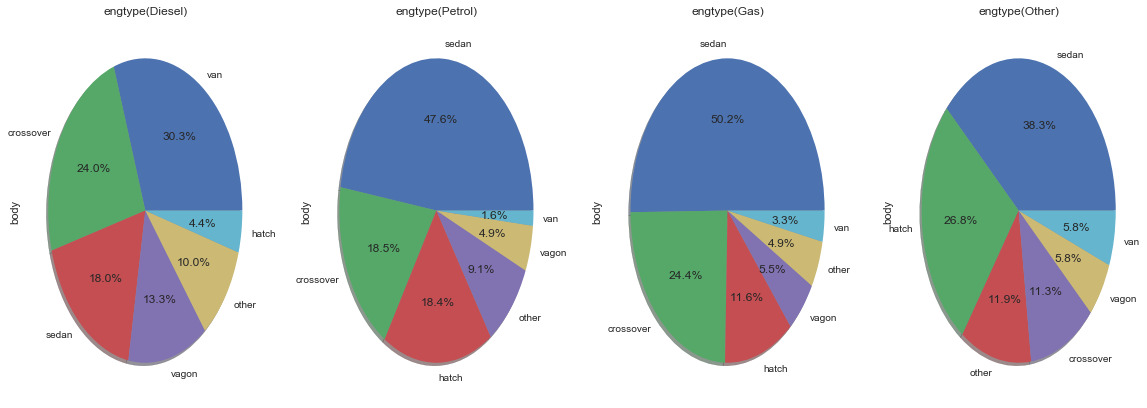 engtype(Diesel)
van
30.3%
crossover
24.0%
sedan
18.0%
vagon
13.3%
other
10.0%
hatch
4.4%
body
engtype(Petrol)
sedan
47.6%
crossover
18.5%
hatch
18.4%
other
9.1%
vagon
4.9%
van
1.6%
body
engtype(Gas)
sedan
50.2%
crossover
24.4%
hatch
11.6%
vagon
5.5%
other
4.9%
van
3.3%
body
engtype(Other)
sedan
38.3%
hatch
26.8%
other
11.9%
crossover
11.3%
vagon
5.8%
van
5.8%
body